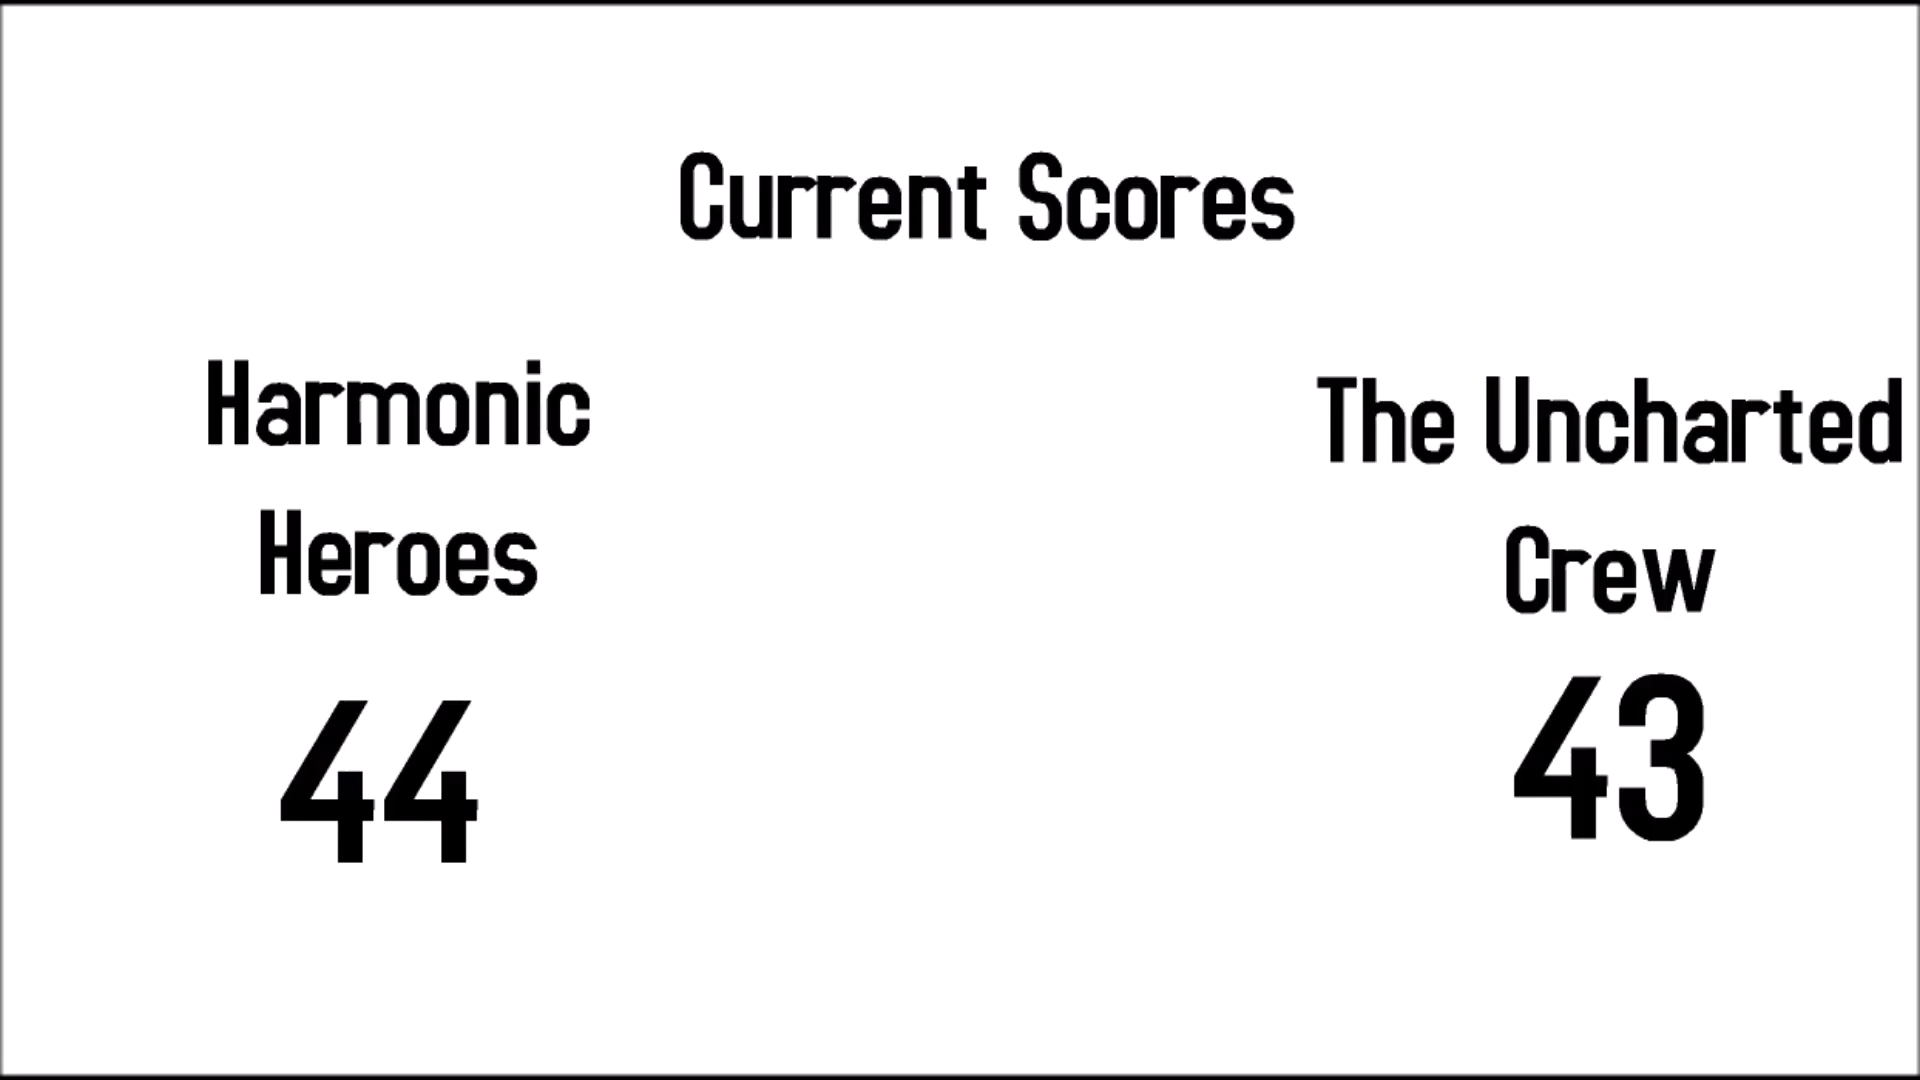 Current Scores
Harmonic
Heroes
44
The Uncharted
Crew
43